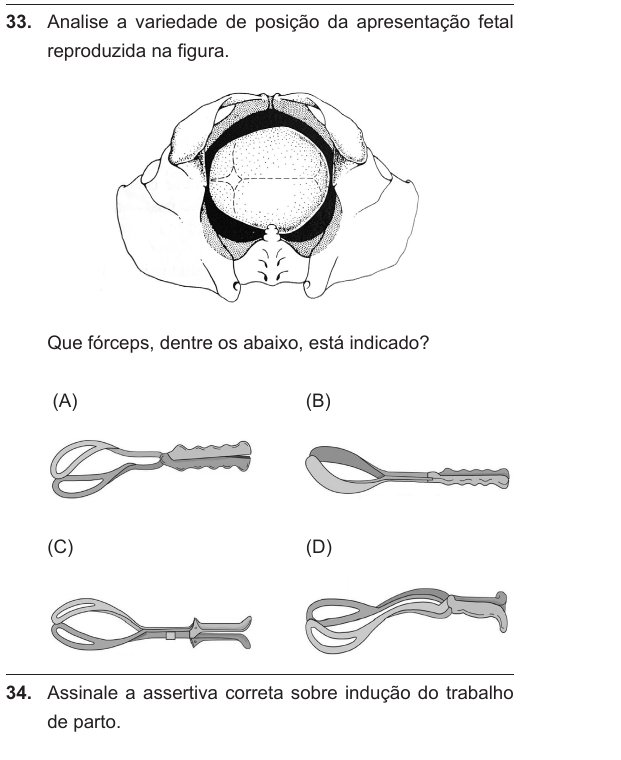 33. Analise a variedade de posição da apresentação fetal
reproduzida na figura.
Que fórceps, dentre os abaixo, está indicado?
(A)
(B)
(C)
(D)
34. Assinale a assertiva correta sobre indução do trabalho
de parto.